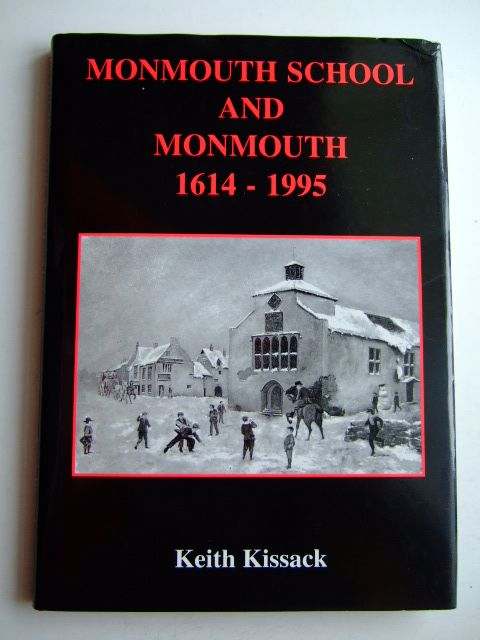 MONMOUTH SCHOOL
AND
MONMOUTH
1614 - 1995
Keith Kissack